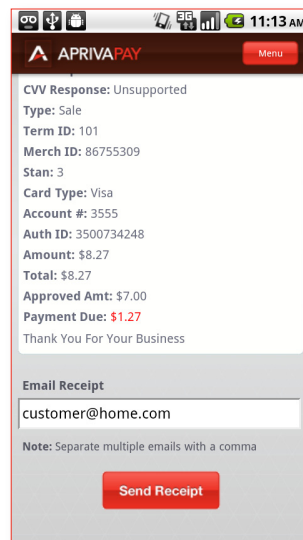 3G
11:13 AM
APRIVAPAY
Menu
CVV Response: Unsupported
Type: Sale
Term ID: 101
Merch ID: 86755309
Stan: 3
Card Type: Visa
Account #: 3555
Auth ID: 3500734248
Amount: $8.27
Total: $8.27
Approved Amt: $7.00
Payment Due: $1.27
Thank You For Your Business
Email Receipt
customer@home.com
Note: Separate multiple emails with a comma
Send Receipt